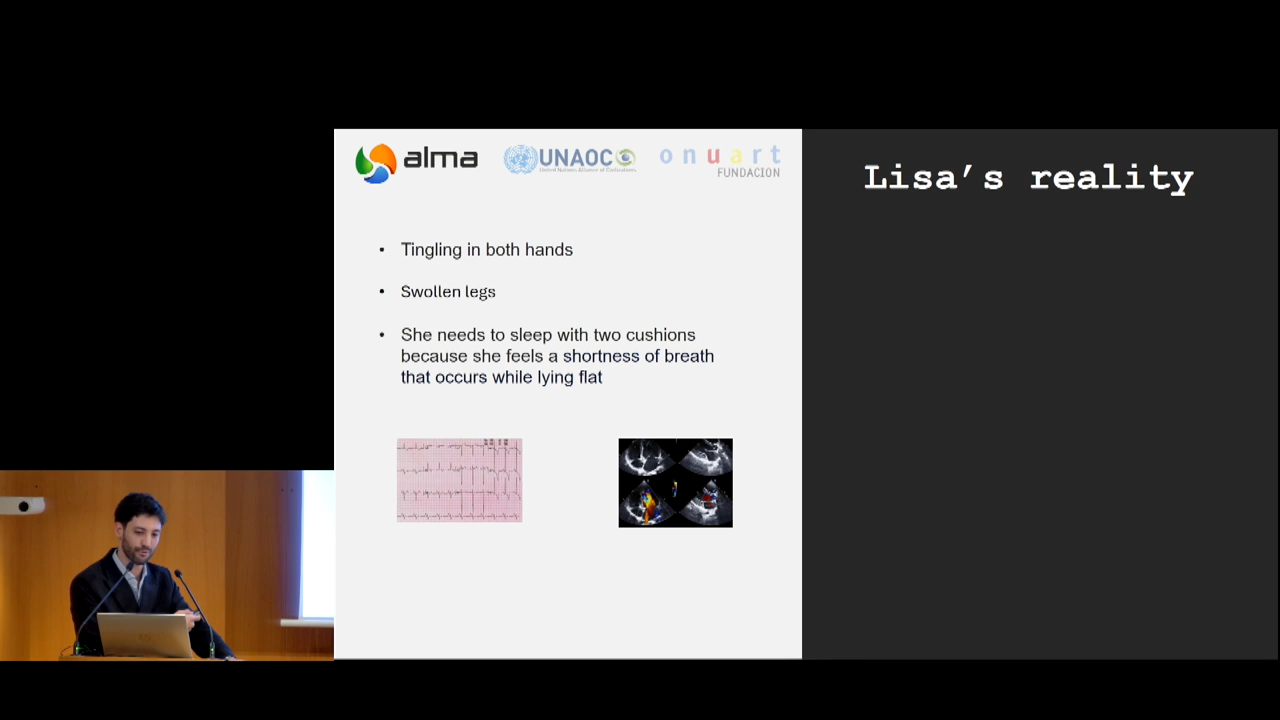 alma
UNAOC
United Nations Alliance of Civilizations
onuart
FUNDACION
Lisa's reality
• Tingling in both hands
• Swollen legs
• She needs to sleep with two cushions
because she feels a shortness of breath
that occurs while lying flat